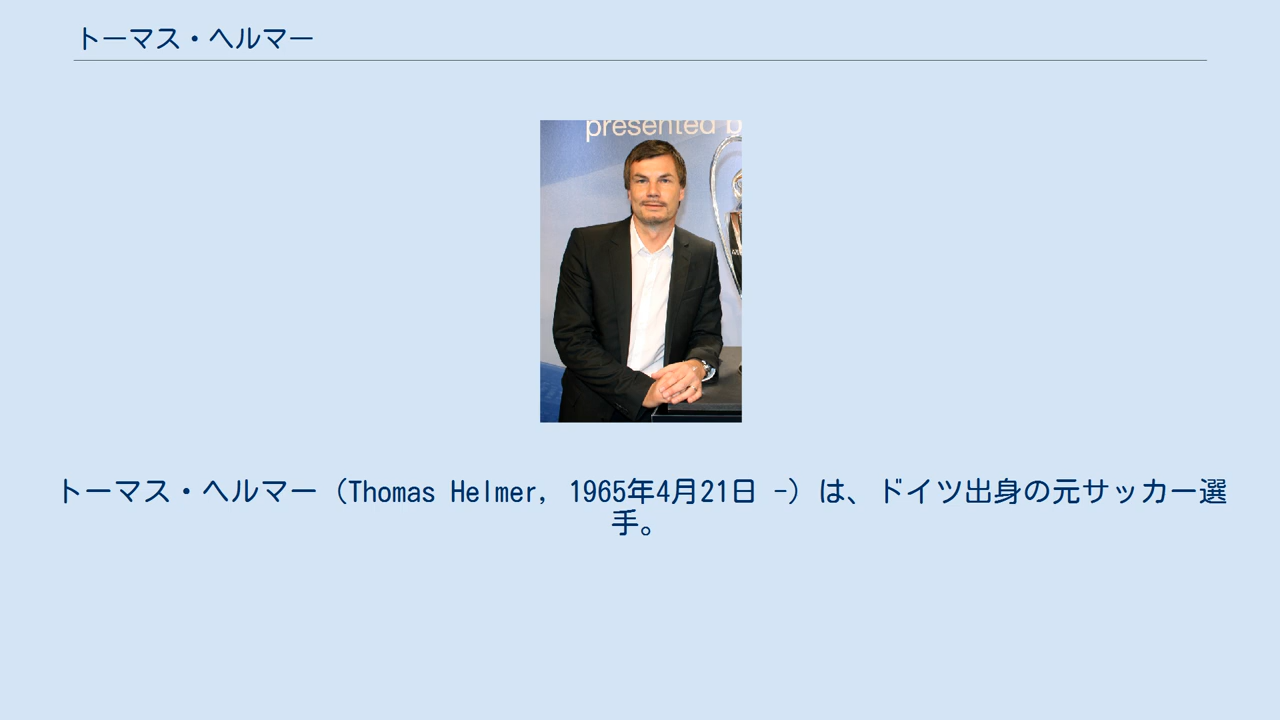 トーマス・ヘルマー
presented b
トーマス・ヘルマー（Thomas Helmer, 1965年4月21日 -）は、ドイツ出身の元サッカー選
手。